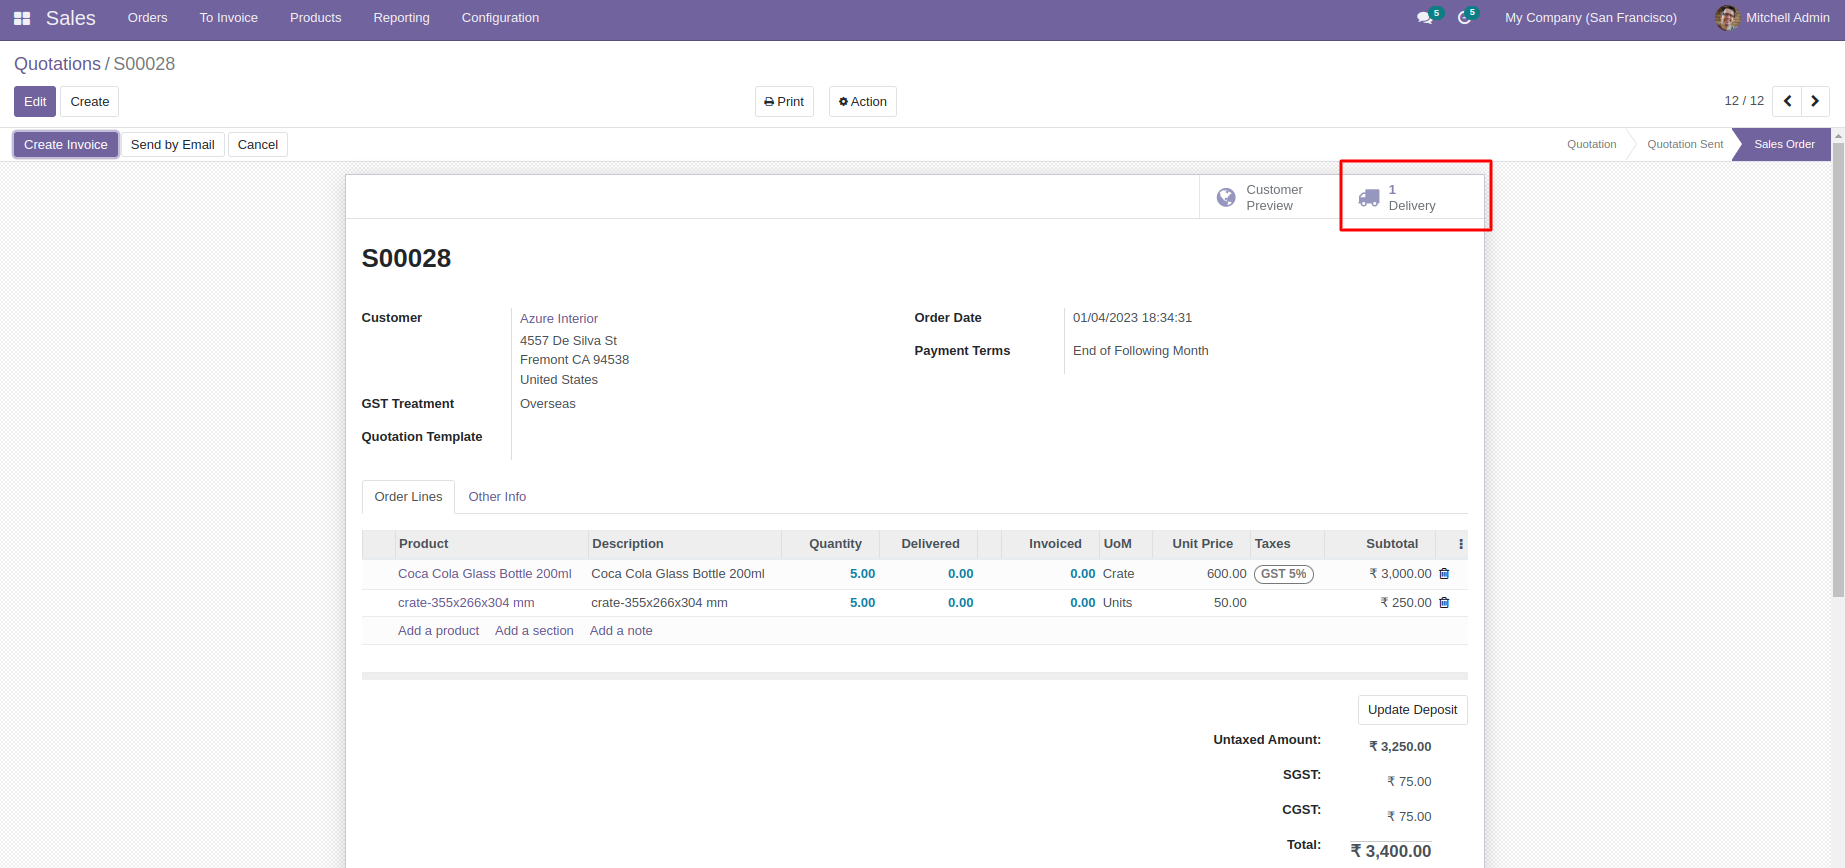 Sales Orders To Invoice Products Reporting Configuration 5 5 My Company (San Francisco) Mitchell Admin
Quotations / S00028
Edit Create Print Action 12 / 12
Create Invoice Send by Email Cancel Quotation Quotation Sent Sales Order
Customer Preview
1 Delivery
S00028
Customer Azure Interior
4557 De Silva St
Fremont CA 94538
United States
GST Treatment Overseas
Quotation Template
Order Date 01/04/2023 18:34:31
Payment Terms End of Following Month
Order Lines Other Info
Product Description Quantity Delivered Invoiced UoM Unit Price Taxes Subtotal
Coca Cola Glass Bottle 200ml Coca Cola Glass Bottle 200ml 5.00 0.00 0.00 Crate 600.00 GST 5% ₹ 3,000.00
crate-355x266x304 mm crate-355x266x304 mm 5.00 0.00 0.00 Units 50.00 ₹ 250.00
Add a product Add a section Add a note
Update Deposit
Untaxed Amount: ₹ 3,250.00
SGST: ₹ 75.00
CGST: ₹ 75.00
Total: ₹ 3,400.00